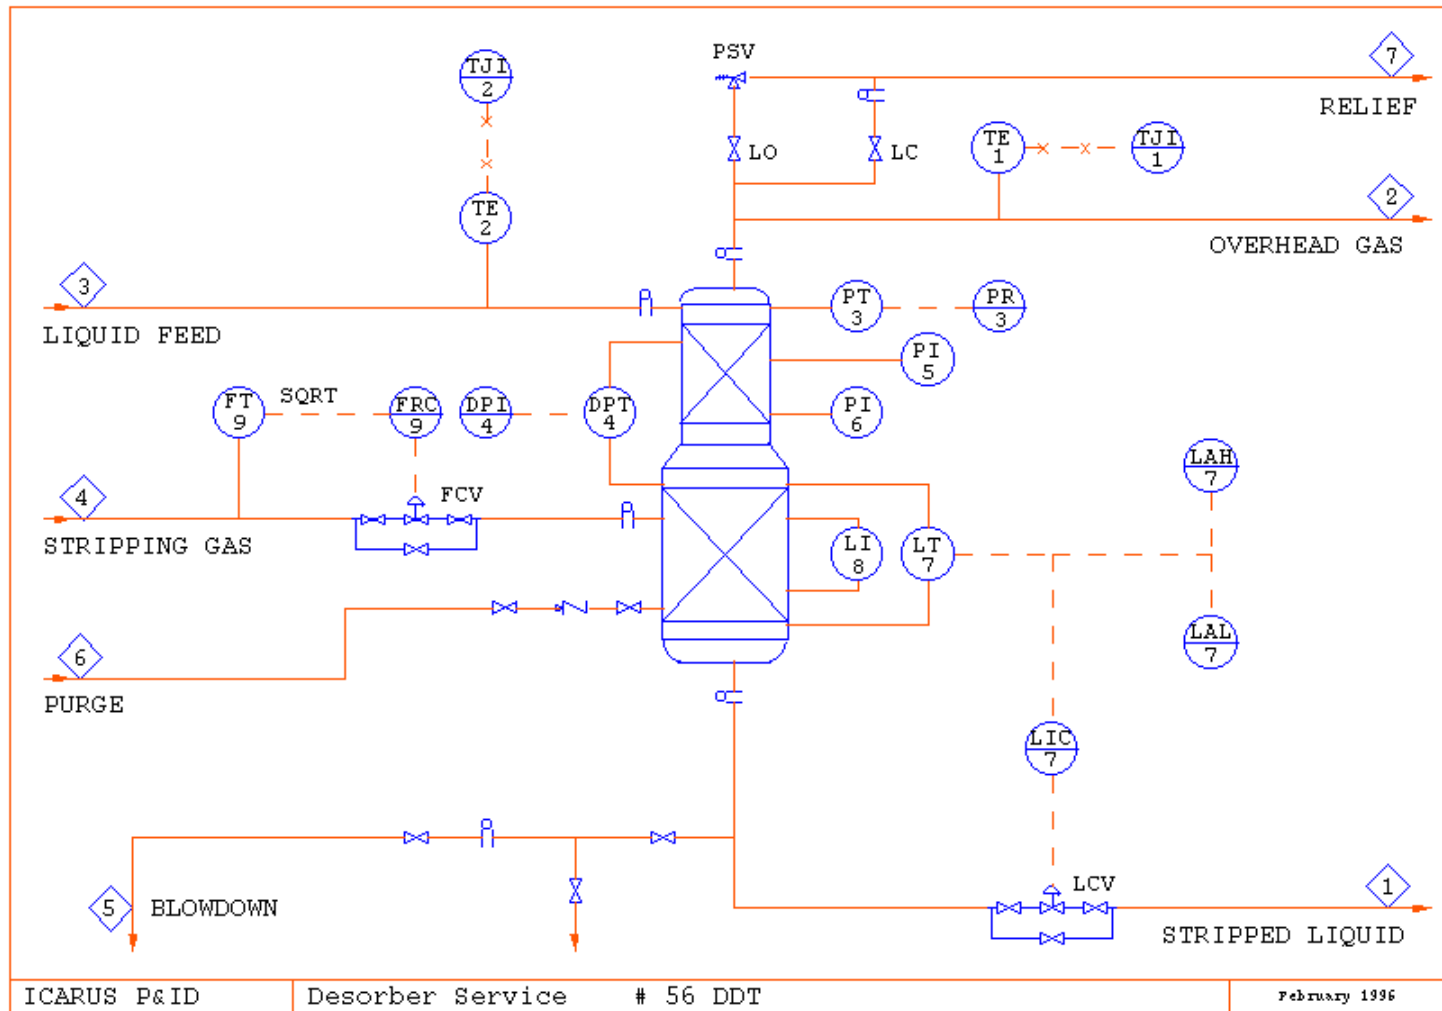 PSV
7
RELIEF
TJI
2
LO
LC
TE
1
TJI
1
2
OVERHEAD GAS
TE
2
3
LIQUID FEED
PT
3
PR
3
PI
5
FT
9
SQRT
FRC
9
DPI
4
DPT
4
PI
6
LAH
7
4
STRIPPING GAS
FCV
LI
8
LT
7
LAL
7
6
PURGE
LIC
7
5
BLOWDOWN
LCV
1
STRIPPED LIQUID
ICARUS P&ID
Desorber Service # 56 DDT
February 1996